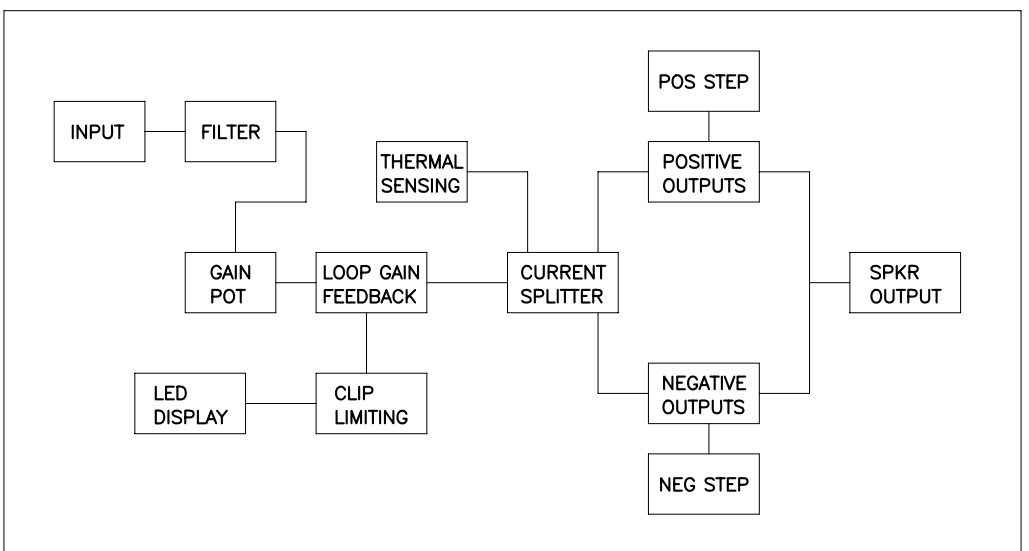 POS STEP
INPUT
FILTER
THERMAL
SENSING
POSITIVE
OUTPUTS
GAIN
POT
LOOP GAIN
FEEDBACK
CURRENT
SPLITTER
SPKR
OUTPUT
LED
DISPLAY
CLIP
LIMITING
NEGATIVE
OUTPUTS
NEG STEP